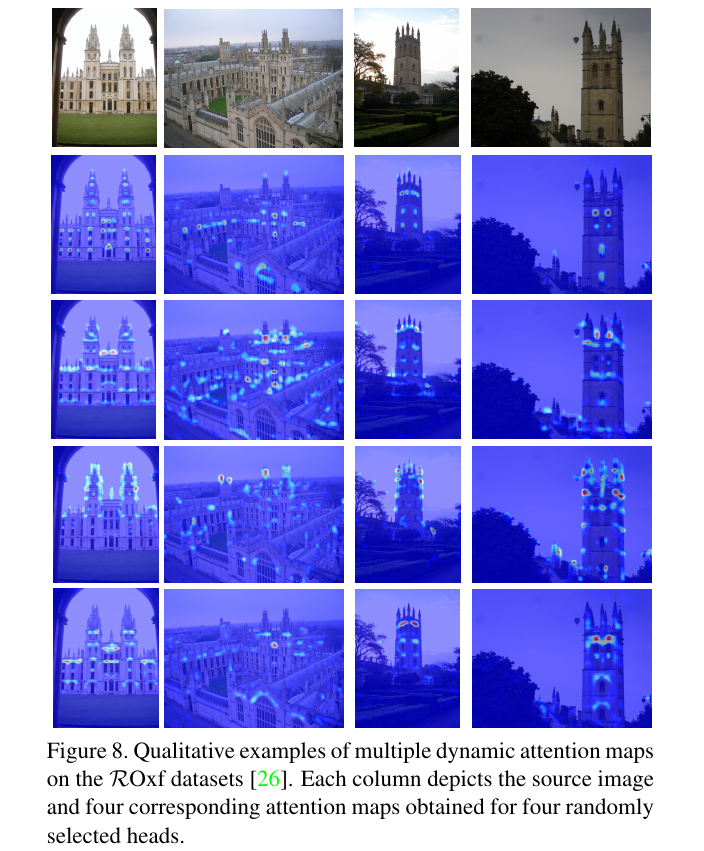 Figure 8. Qualitative examples of multiple dynamic attention maps
on the ROxf datasets [26]. Each column depicts the source image
and four corresponding attention maps obtained for four randomly
selected heads.